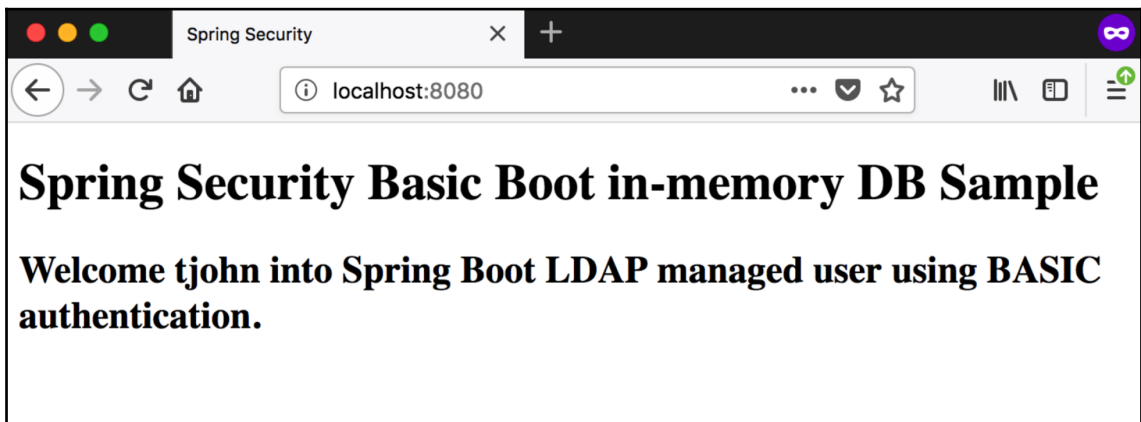 Spring Security
localhost:8080
Spring Security Basic Boot in-memory DB Sample
Welcome tjohn into Spring Boot LDAP managed user using BASIC
authentication.